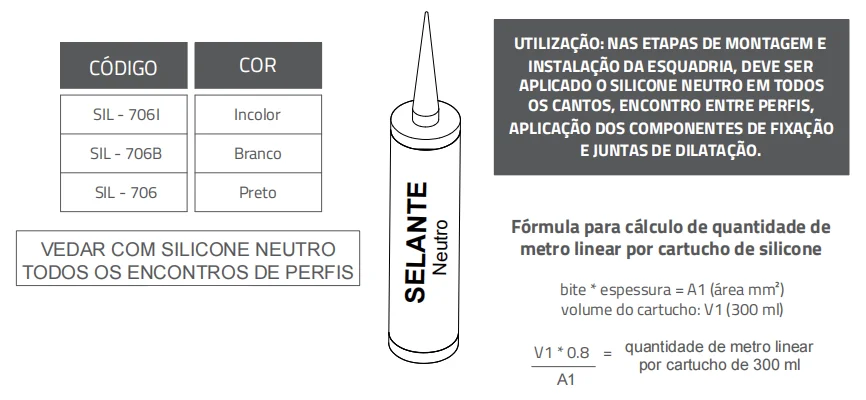 CÓDIGO COR
SIL - 706I Incolor
SIL - 706B Branco
SIL - 706 Preto
VEDAR COM SILICONE NEUTRO
TODOS OS ENCONTROS DE PERFIS
SELANTE
Neutro
UTILIZAÇÃO: NAS ETAPAS DE MONTAGEM E
INSTALAÇÃO DA ESQUADRIA, DEVE SER
APLICADO O SILICONE NEUTRO EM TODOS
OS CANTOS, ENCONTRO ENTRE PERFIS,
APLICAÇÃO DOS COMPONENTES DE FIXAÇÃO
E JUNTAS DE DILATAÇÃO.
Fórmula para cálculo de quantidade de
metro linear por cartucho de silicone
bite * espessura = A1 (área mm²)
volume do cartucho: V1 (300 ml)
V1 * 0.8 = quantidade de metro linear
A1 por cartucho de 300 ml